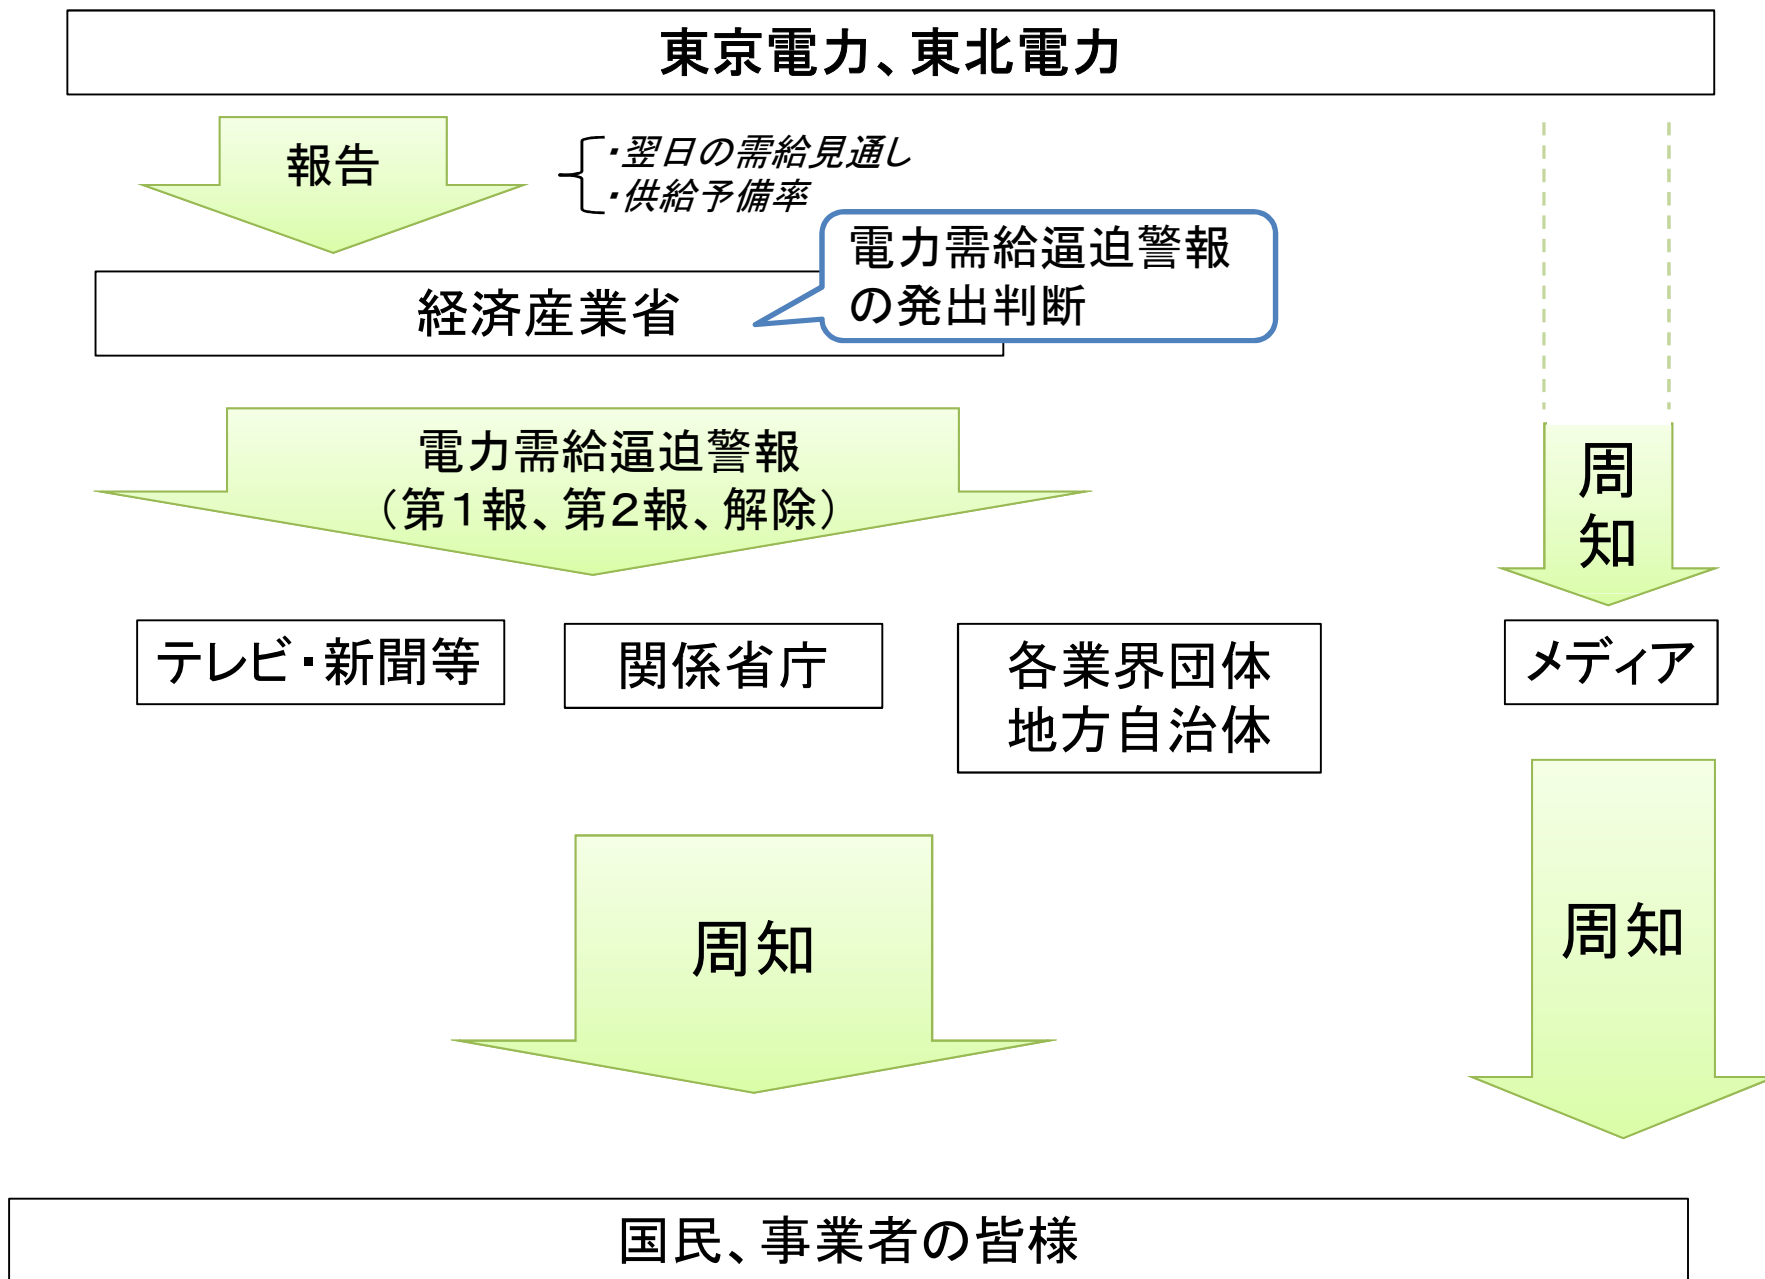 東京電力、東北電力
報告
・翌日の需給見通し
・供給予備率
電力需給逼迫警報
の発出判断
経済産業省
電力需給逼迫警報
（第１報、第２報、解除）
周
知
テレビ・新聞等
関係省庁
各業界団体
地方自治体
メディア
周知
周知
国民、事業者の皆様